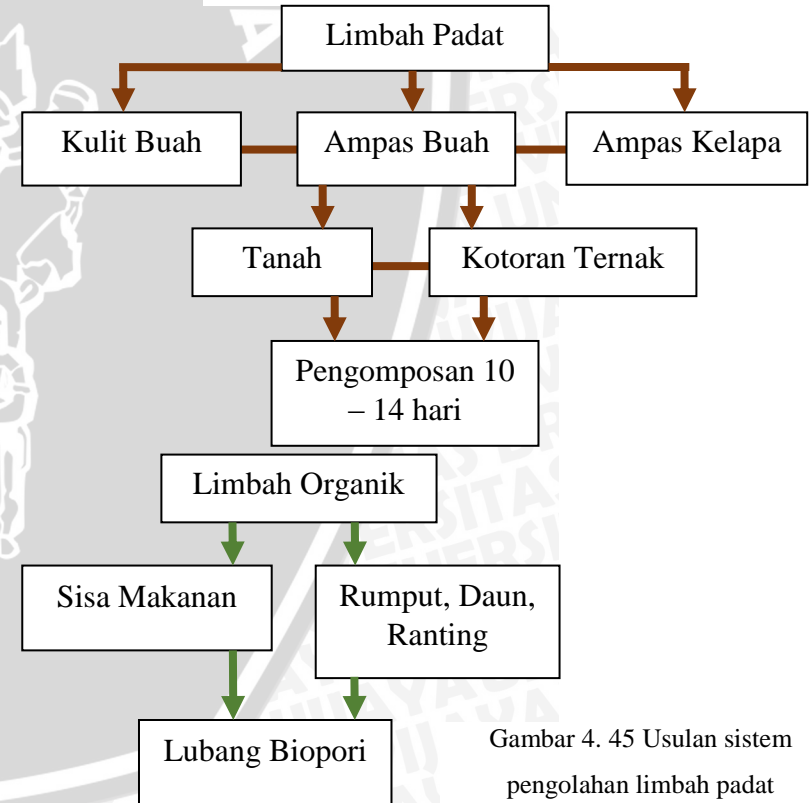 Limbah Padat
Kulit Buah
Ampas Buah
Ampas Kelapa
Tanah
Kotoran Ternak
Pengomposan 10
– 14 hari
Limbah Organik
Sisa Makanan
Rumput, Daun,
Ranting
Lubang Biopori
Gambar 4. 45 Usulan sistem
pengolahan limbah padat